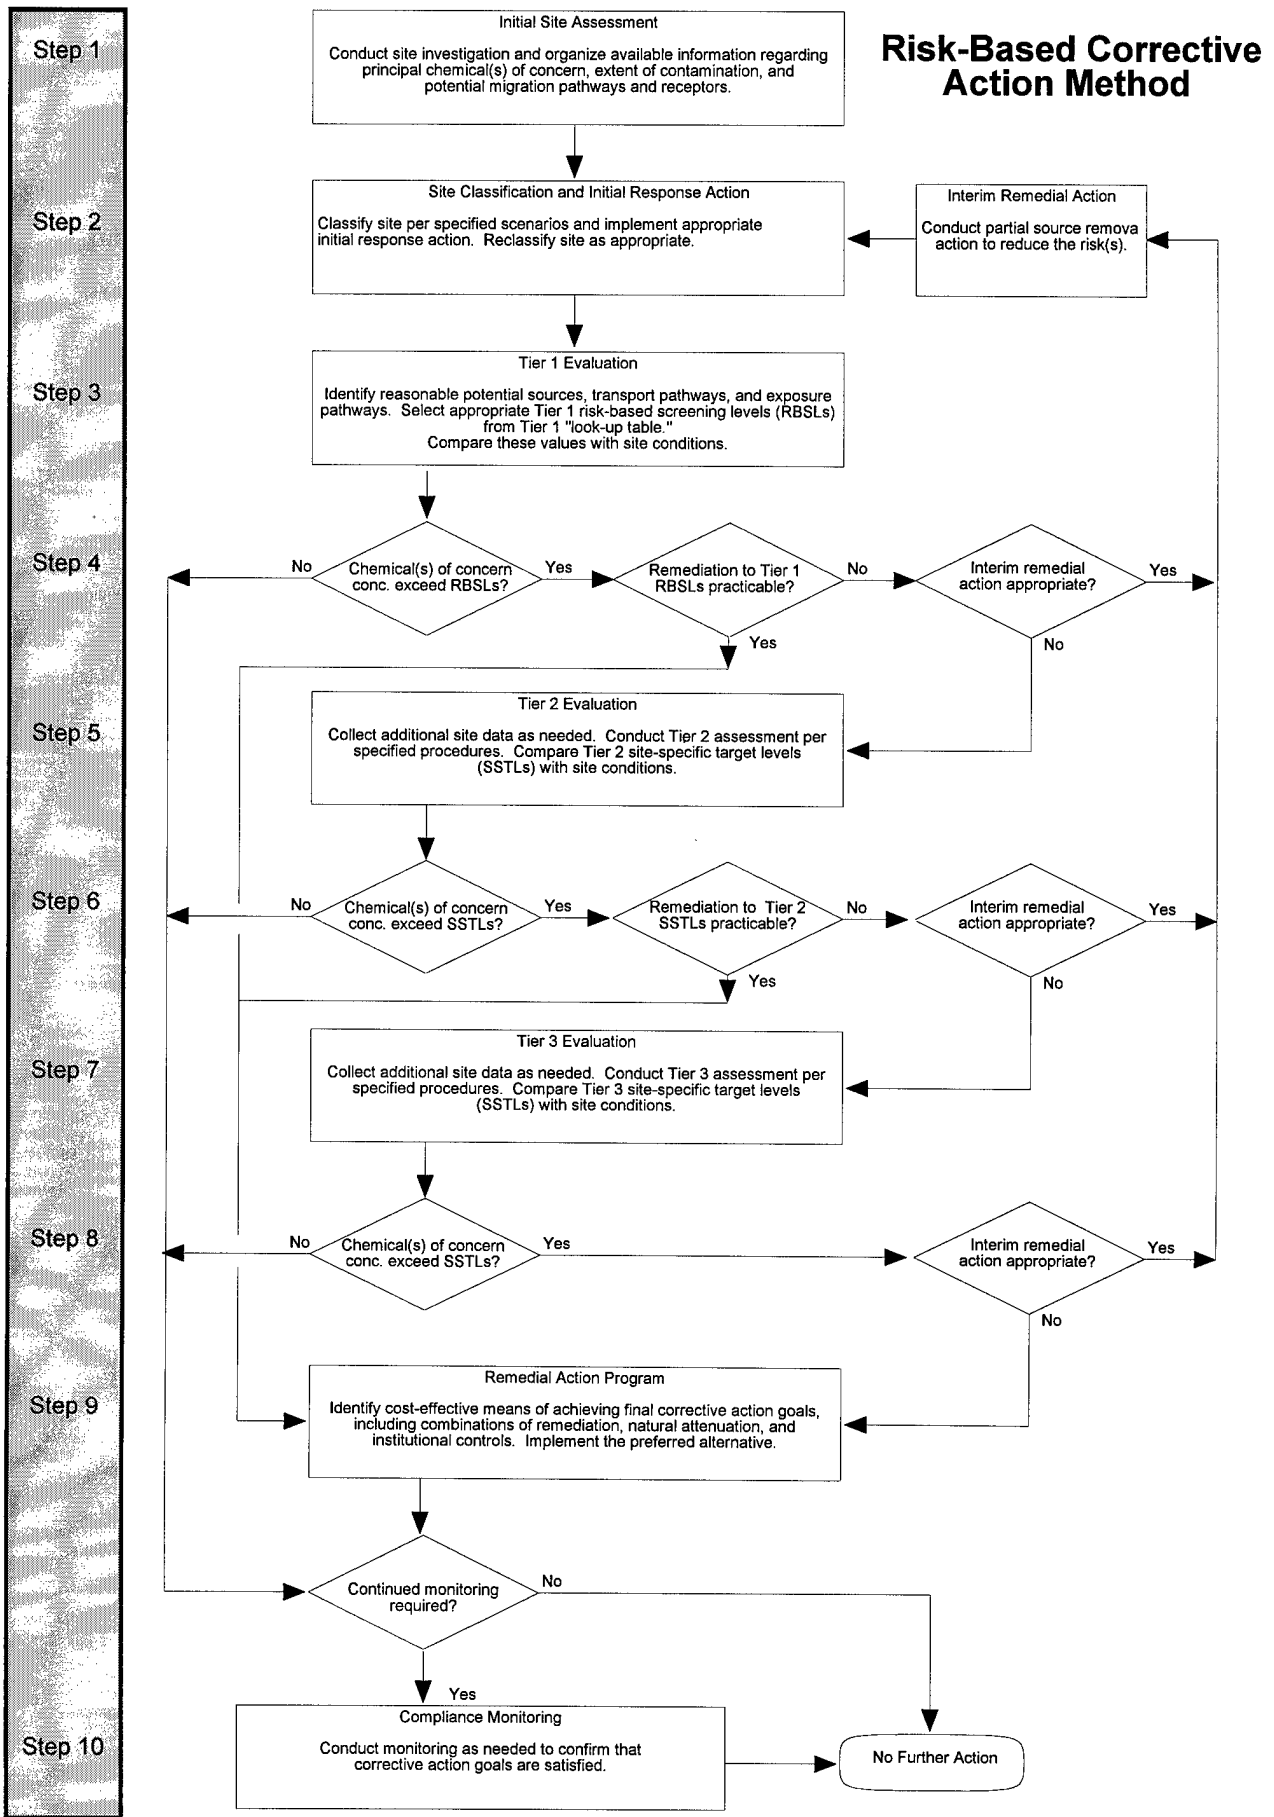 Risk-Based Corrective
Action Method
Step 1
Initial Site Assessment
Conduct site investigation and organize available information regarding
principal chemical(s) of concern, extent of contamination, and
potential migration pathways and receptors.
Step 2
Site Classification and Initial Response Action
Classify site per specified scenarios and implement appropriate
initial response action. Reclassify site as appropriate.
Interim Remedial Action
Conduct partial source remova
action to reduce the risk(s).
Step 3
Tier 1 Evaluation
Identify reasonable potential sources, transport pathways, and exposure
pathways. Select appropriate Tier 1 risk-based screening levels (RBSLs)
from Tier 1 "look-up table."
Compare these values with site conditions.
Step 4
No
Chemical(s) of concern
conc. exceed RBSLs?
Yes
Remediation to Tier 1
RBSLs practicable?
No
Interim remedial
action appropriate?
Yes
Yes
No
Step 5
Tier 2 Evaluation
Collect additional site data as needed. Conduct Tier 2 assessment per
specified procedures. Compare Tier 2 site-specific target levels
(SSTLs) with site conditions.
Step 6
No
Chemical(s) of concern
conc. exceed SSTLs?
Yes
Remediation to Tier 2
SSTLs practicable?
No
Interim remedial
action appropriate?
Yes
Yes
No
Step 7
Tier 3 Evaluation
Collect additional site data as needed. Conduct Tier 3 assessment per
specified procedures. Compare Tier 3 site-specific target levels
(SSTLs) with site conditions.
Step 8
No
Chemical(s) of concern
conc. exceed SSTLs?
Yes
Interim remedial
action appropriate?
Yes
No
Step 9
Remedial Action Program
Identify cost-effective means of achieving final corrective action goals,
including combinations of remediation, natural attenuation, and
institutional controls. Implement the preferred alternative.
Continued monitoring
required?
No
Yes
Step 10
Compliance Monitoring
Conduct monitoring as needed to confirm that
corrective action goals are satisfied.
No Further Action